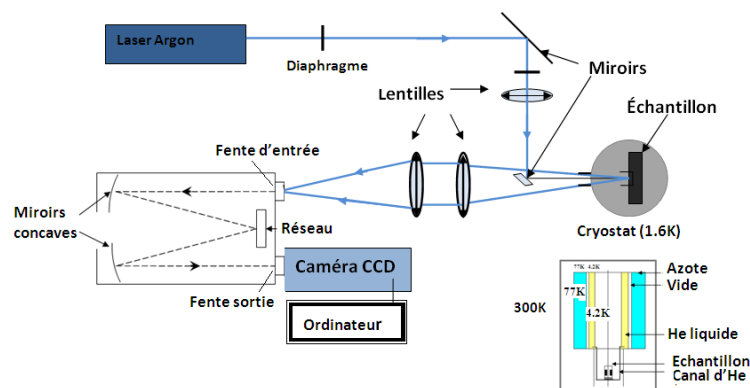 Laser Argon
Diaphragme
Miroirs
Lentilles
Échantillon
Fente d'entrée
Miroirs
concaves
Réseau
Cryostat (1.6K)
Caméra CCD
Fente sortie
Ordinateur
300K
77K 4.2K
77K
4.2K
Azote
Vide
He liquide
Echantillon
Canal d'He